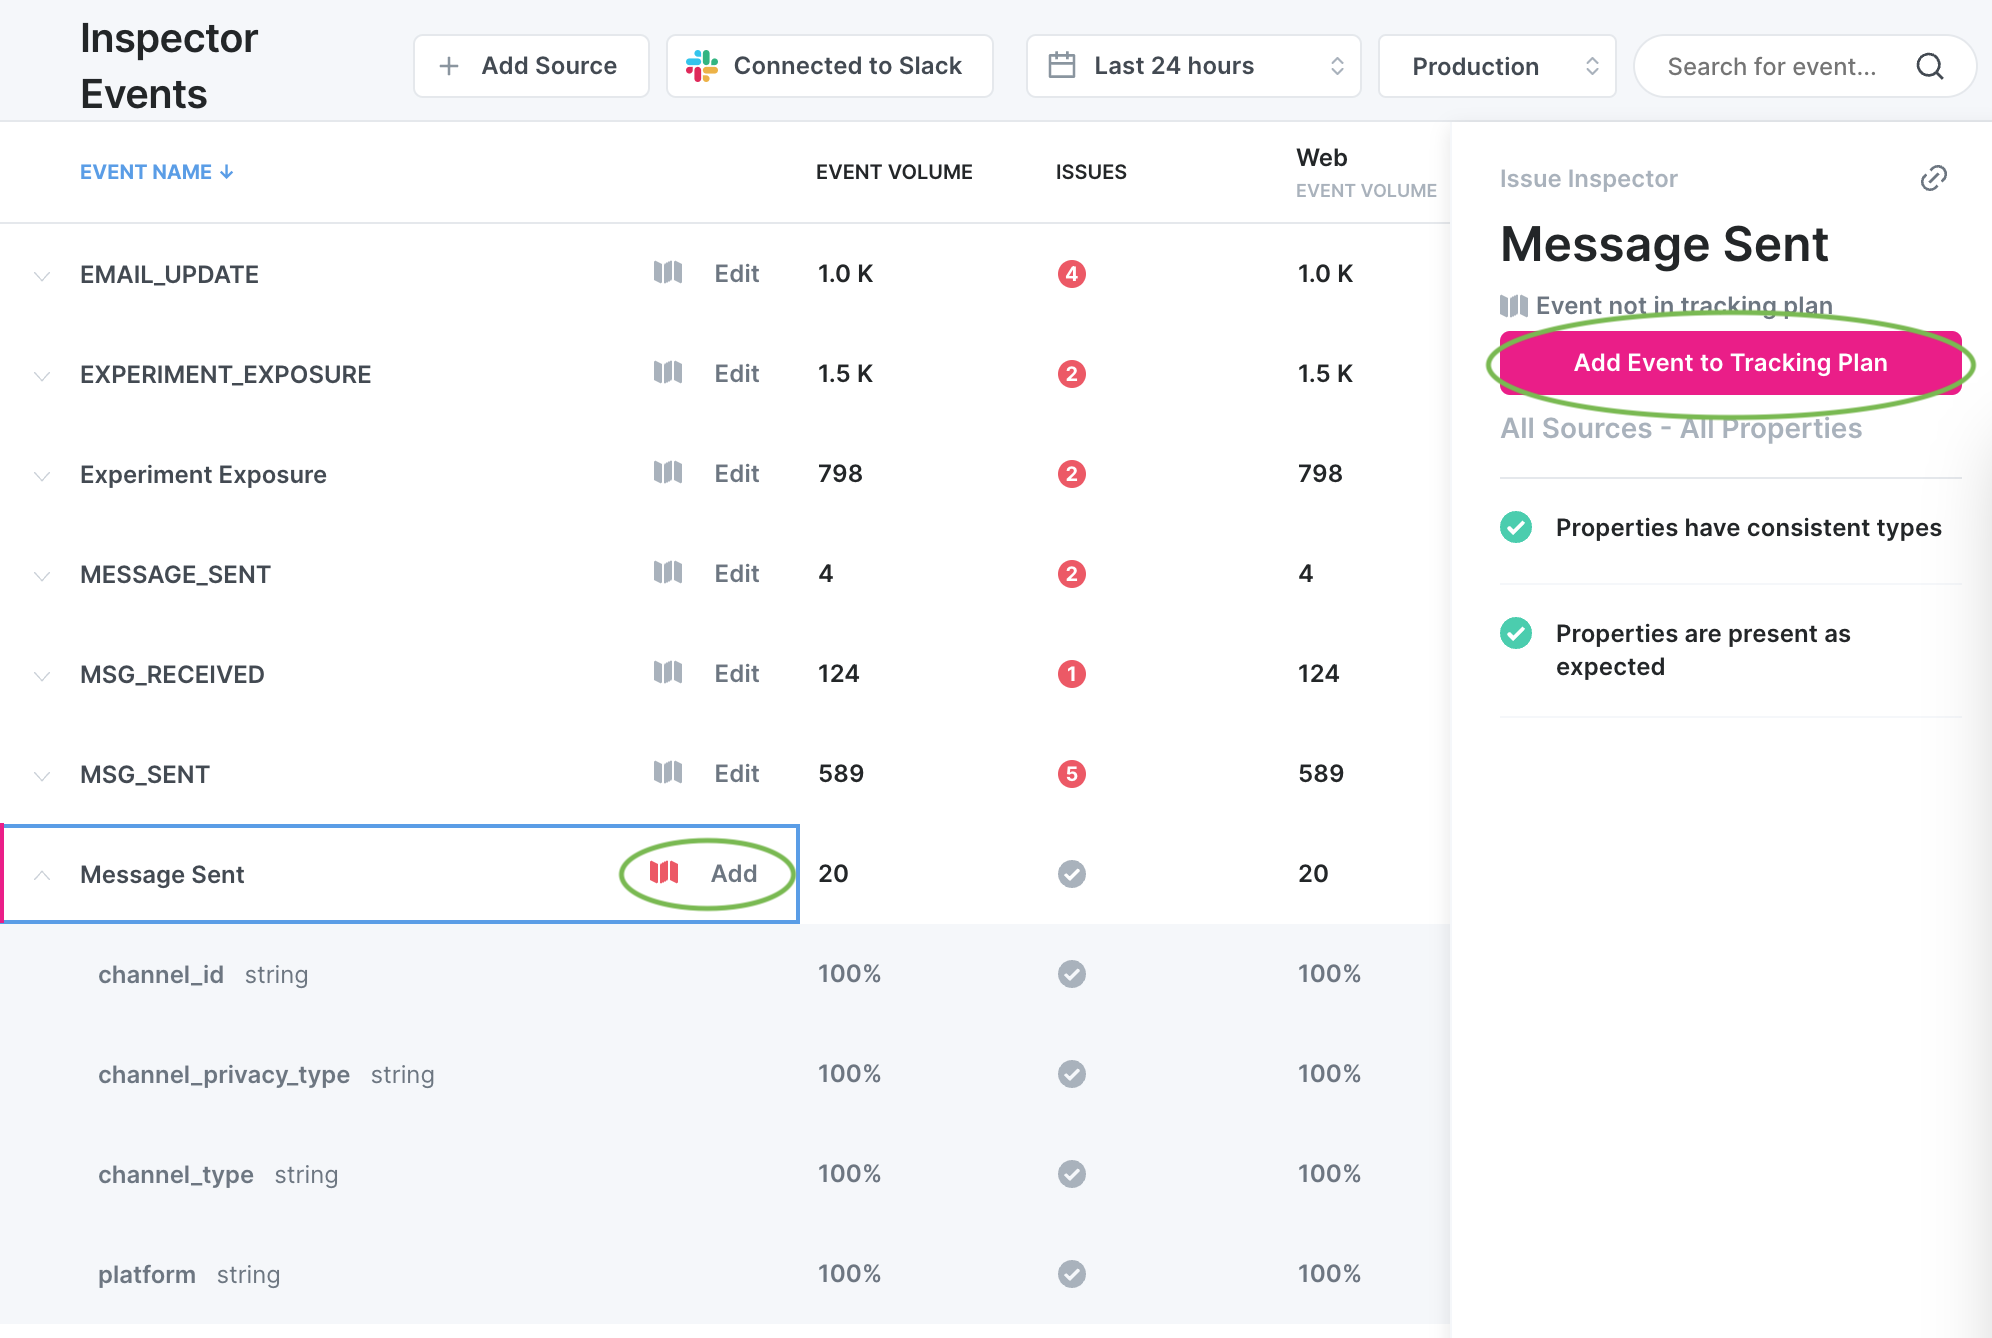 Inspector
Events
Add Source
Connected to Slack
Last 24 hours
Production
Search for event...
EVENT NAME ↓
EVENT VOLUME
ISSUES
Web
EVENT VOLUME
EMAIL_UPDATE Edit 1.0 K 4 1.0 K
EXPERIMENT_EXPOSURE Edit 1.5 K 2 1.5 K
Experiment Exposure Edit 798 2 798
MESSAGE_SENT Edit 4 2 4
MSG_RECEIVED Edit 124 1 124
MSG_SENT Edit 589 5 589
Message Sent Add 20 20
channel_id string 100% 100%
channel_privacy_type string 100% 100%
channel_type string 100% 100%
platform string 100% 100%
Issue Inspector
Message Sent
Event not in tracking plan
Add Event to Tracking Plan
All Sources - All Properties
Properties have consistent types
Properties are present as
expected